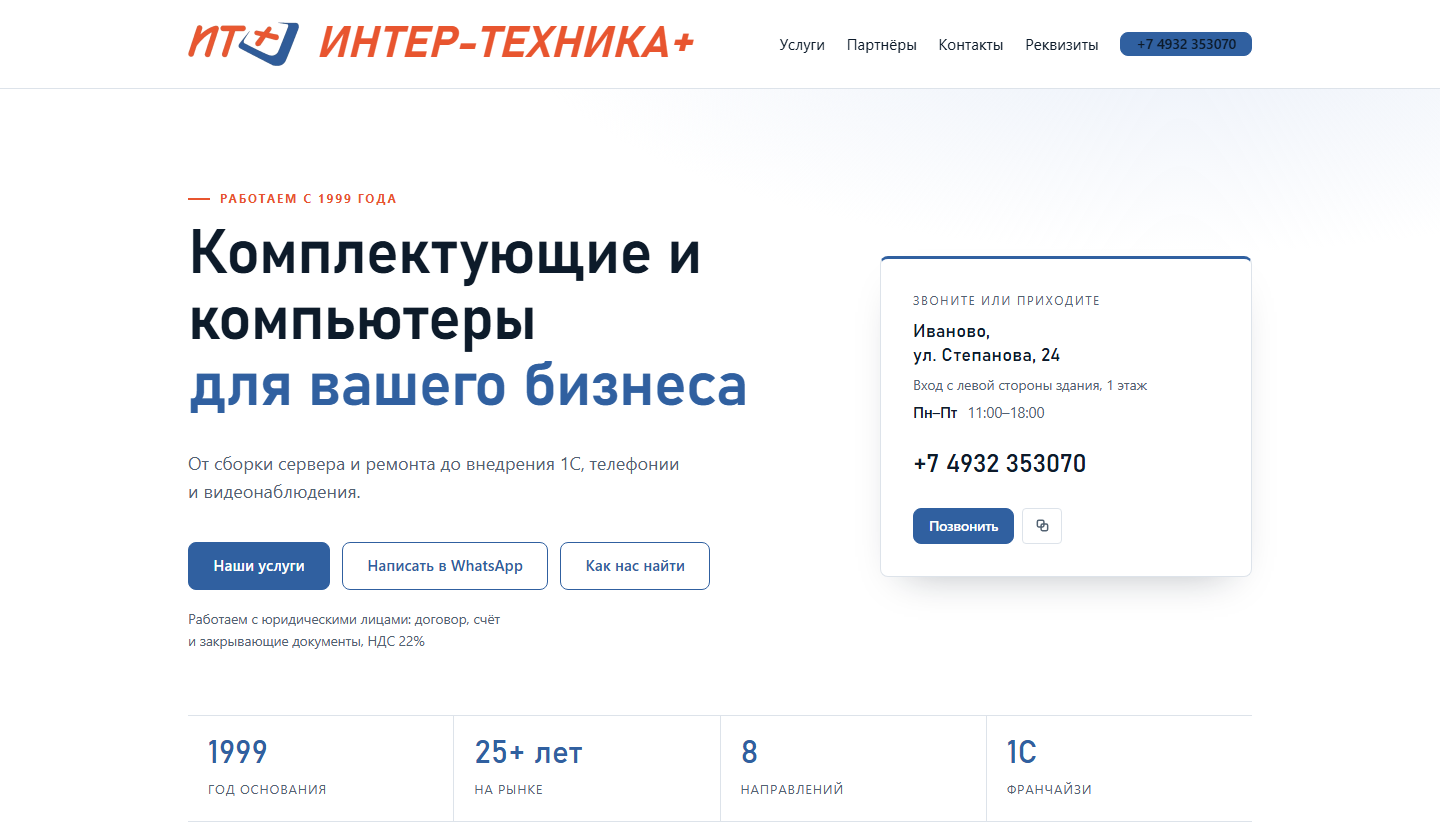 ИТ+ ИНТЕР-ТЕХНИКА+
Услуги Партнёры Контакты Реквизиты +7 4932 353070
РАБОТАЕМ С 1999 ГОДА
Комплектующие и
компьютеры
для вашего бизнеса
От сборки сервера и ремонта до внедрения 1С, телефонии
и видеонаблюдения.
Наши услуги Написать в WhatsApp Как нас найти
Работаем с юридическими лицами: договор, счёт
и закрывающие документы, НДС 22%
ЗВОНИТЕ ИЛИ ПРИХОДИТЕ
Иваново,
ул. Степанова, 24
Вход с левой стороны здания, 1 этаж
Пн–Пт 11:00–18:00
+7 4932 353070
Позвонить
1999
ГОД ОСНОВАНИЯ
25+ лет
НА РЫНКЕ
8
НАПРАВЛЕНИЙ
1С
ФРАНЧАЙЗИ